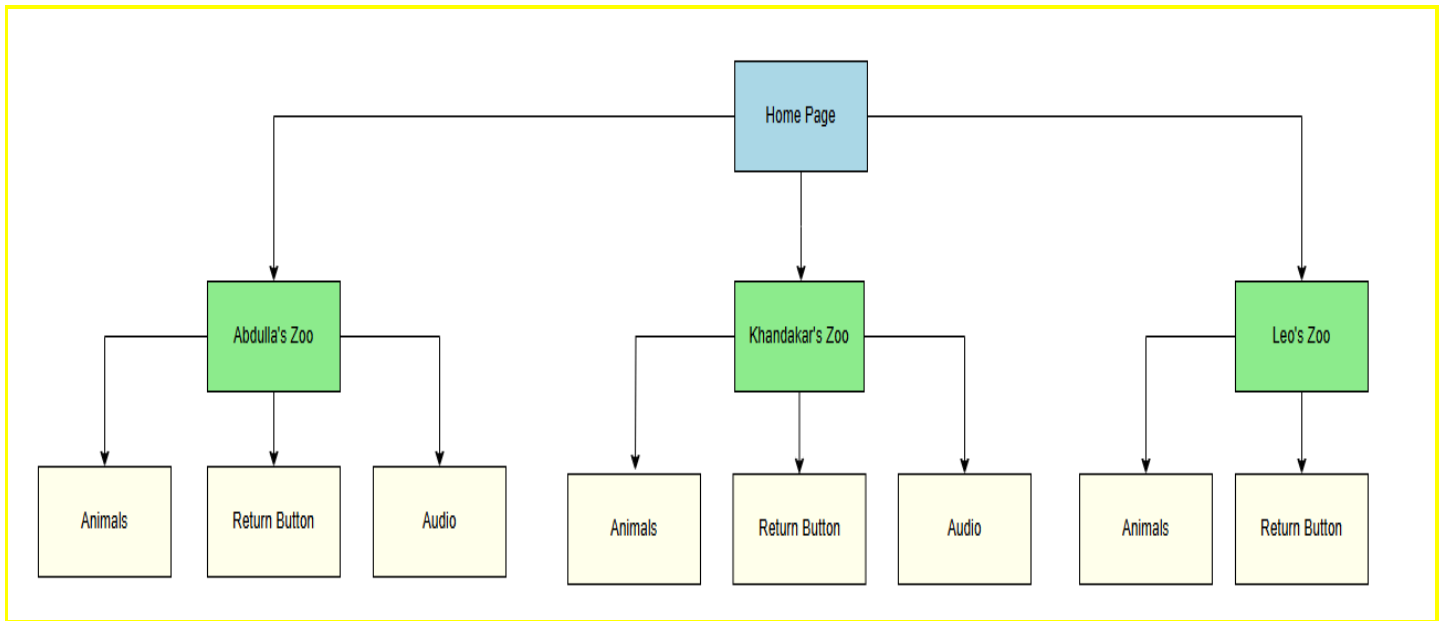 Home Page
Abdulla's Zoo
Khandakar's Zoo
Leo's Zoo
Animals
Return Button
Audio
Animals
Return Button
Audio
Animals
Return Button